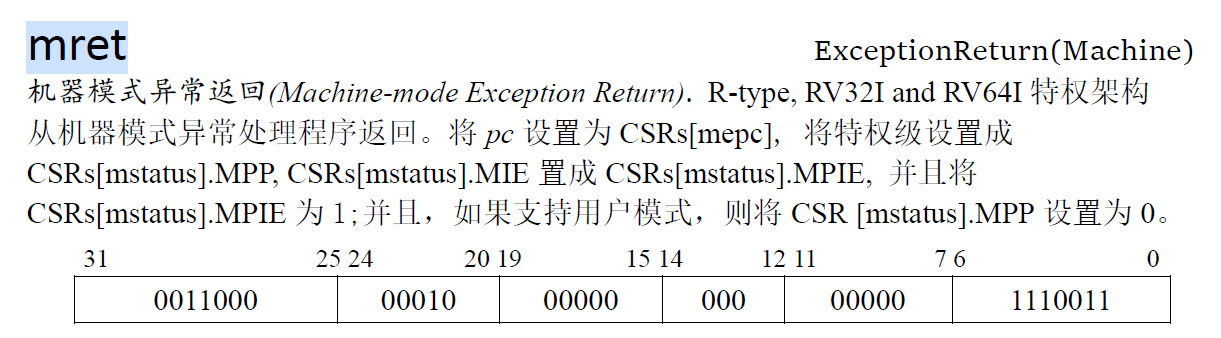 mret ExceptionReturn(Machine)
机器模式异常返回(Machine-mode Exception Return). R-type, RV32I and RV64I 特权架构
从机器模式异常处理程序返回。将 pc 设置为 CSRs[mepc], 将特权级设置成
CSRs[mstatus].MPP, CSRs[mstatus].MIE 置成 CSRs[mstatus].MPIE, 并且将
CSRs[mstatus].MPIE 为 1;并且，如果支持用户模式，则将 CSR [mstatus].MPP 设置为 0。
31 25 24 20 19 15 14 12 11 7 6 0
0011000 00010 00000 000 00000 1110011